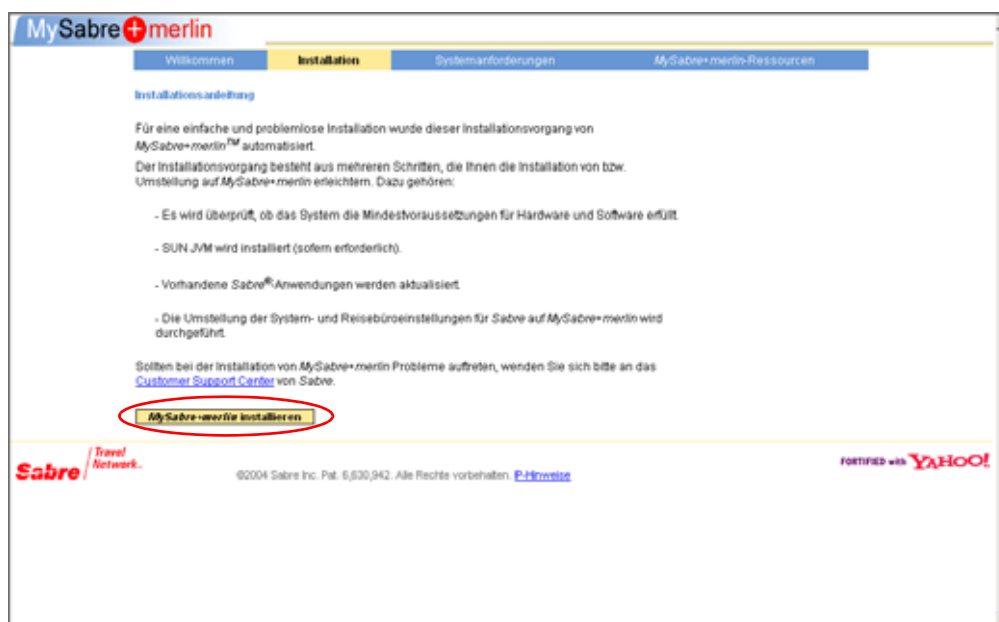 MySabre+merlin
Willkommen Installation Systemanforderungen MySabre+merlin-Ressourcen
Installationsanleitung
Für eine einfache und problemlose Installation wurde dieser Installationsvorgang von
MySabre+merlin™ automatisiert.
Der Installationsvorgang besteht aus mehreren Schritten, die Ihnen die Installation von bzw.
Umstellung auf MySabre+merlin erleichtern. Dazu gehören:
- Es wird überprüft, ob das System die Mindestvoraussetzungen für Hardware und Software erfüllt.
- SUN JVM wird installiert (sofern erforderlich).
- Vorhandene Sabre®-Anwendungen werden aktualisiert.
- Die Umstellung der System- und Reisebüroeinstellungen für Sabre auf MySabre+merlin wird
durchgeführt.
Sollten bei der Installation von MySabre+merlin Probleme auftreten, wenden Sie sich bitte an das
Customer Support Center von Sabre.
MySabre+merlin installieren
Sabre Travel
Network.
©2004 Sabre Inc. Pat. 6,630,942. Alle Rechte vorbehalten. IP-Hinweise
FORTIFIED with YAHOO!